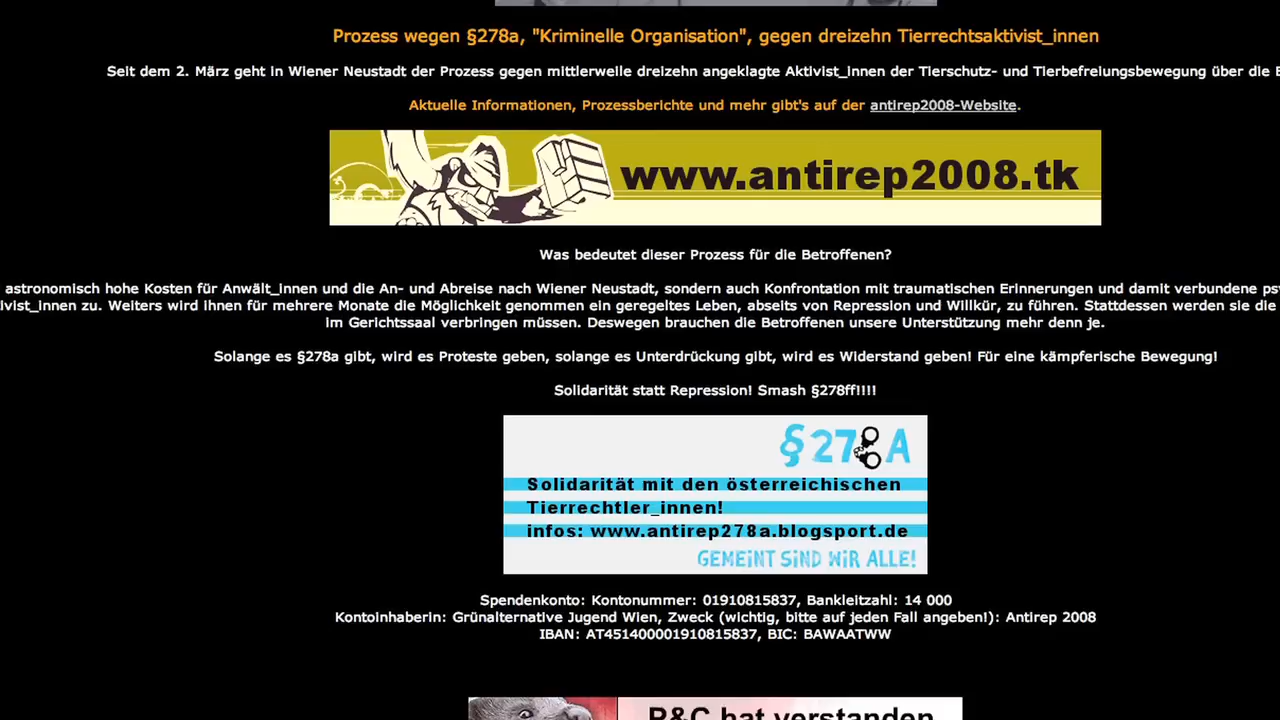 Prozess wegen §278a, "Kriminelle Organisation", gegen dreizehn Tierrechtsaktivist_innen
Seit dem 2. März geht in Wiener Neustadt der Prozess gegen mittlerweile dreizehn angeklagte Aktivist_innen der Tierschutz- und Tierbefreiungsbewegung über die
Aktuelle Informationen, Prozessberichte und mehr gibt's auf der antirep2008-Website.
www.antirep2008.tk
Was bedeutet dieser Prozess für die Betroffenen?
astronomisch hohe Kosten für Anwält_innen und die An- und Abreise nach Wiener Neustadt, sondern auch Konfrontation mit traumatischen Erinnerungen und damit verbundene
ivist_innen zu. Weiters wird ihnen für mehrere Monate die Möglichkeit genommen ein geregeltes Leben, abseits von Repression und Willkür, zu führen. Stattdessen werden sie die
im Gerichtssaal verbringen müssen. Deswegen brauchen die Betroffenen unsere Unterstützung mehr denn je.
Solange es §278a gibt, wird es Proteste geben, solange es Unterdrückung gibt, wird es Widerstand geben! Für eine kämpferische Bewegung!
Solidarität statt Repression! Smash §278ff!!!!
§278A
Solidarität mit den österreichischen
Tierrechtler_innen!
infos: www.antirep278a.blogsport.de
GEMEiNT SiND WiR ALLE!
Spendenkonto: Kontonummer: 01910815837, Bankleitzahl: 14 000
Kontoinhaberin: Grünalternative Jugend Wien, Zweck (wichtig, bitte auf jeden Fall angeben!): Antirep 2008
IBAN: AT451400001910815837, BIC: BAWAATWW
P&C hat verstanden